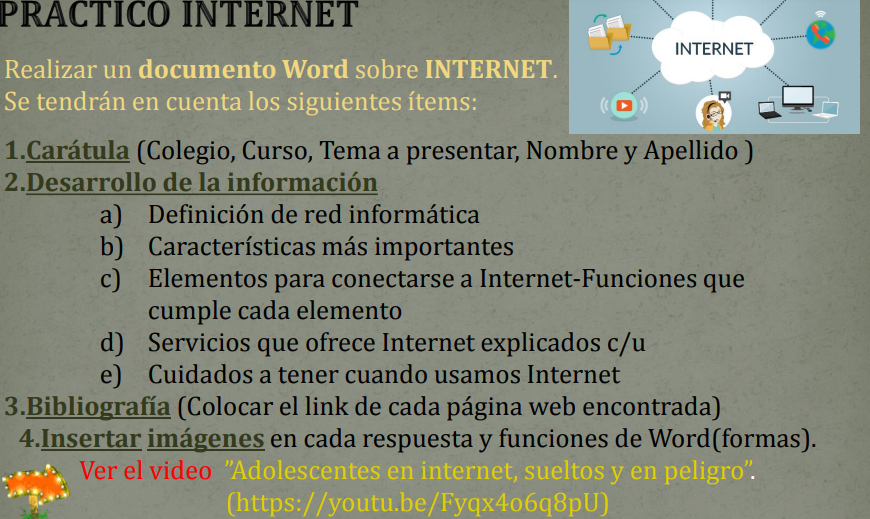 PRÁCTICO INTERNET
INTERNET
Realizar un documento Word sobre INTERNET.
Se tendrán en cuenta los siguientes ítems:
1.Carátula (Colegio, Curso, Tema a presentar, Nombre y Apellido )
2.Desarrollo de la información
a) Definición de red informática
b) Características más importantes
c) Elementos para conectarse a Internet-Funciones que
cumple cada elemento
d) Servicios que ofrece Internet explicados c/u
e) Cuidados a tener cuando usamos Internet
3.Bibliografía (Colocar el link de cada página web encontrada)
4.Insertar imágenes en cada respuesta y funciones de Word(formas).
Ver el video ”Adolescentes en internet, sueltos y en peligro”.
(https://youtu.be/Fyqx4o6q8pU)